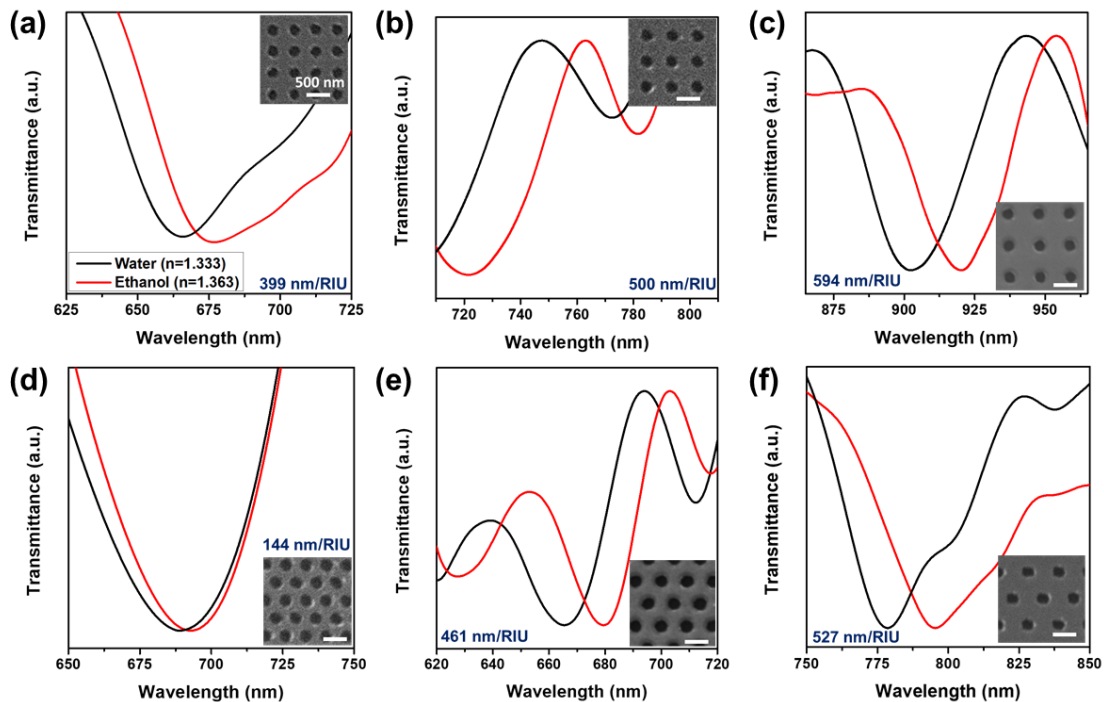 (a)
Transmittance (a.u.)
500 nm
Water (n=1.333)
Ethanol (n=1.363)
399 nm/RIU
625 650 675 700 725
Wavelength (nm)
(b)
Transmittance (a.u.)
500 nm/RIU
720 740 760 780 800
Wavelength (nm)
(c)
Transmittance (a.u.)
594 nm/RIU
875 900 925 950
Wavelength (nm)
(d)
Transmittance (a.u.)
144 nm/RIU
650 675 700 725 750
Wavelength (nm)
(e)
Transmittance (a.u.)
461 nm/RIU
620 640 660 680 700 720
Wavelength (nm)
(f)
Transmittance (a.u.)
527 nm/RIU
750 775 800 825 850
Wavelength (nm)